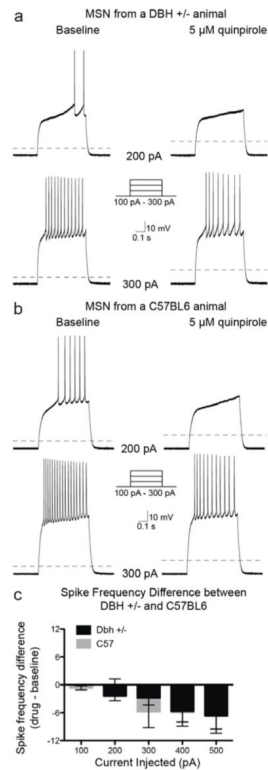 a
MSN from a DBH +/- animal
Baseline 5 µM quinpirole
200 pA
100 pA - 300 pA
10 mV
0.1 s
300 pA
b
MSN from a C57BL6 animal
Baseline 5 µM quinpirole
200 pA
100 pA - 300 pA
10 mV
0.1 s
300 pA
c
Spike Frequency Difference between
DBH +/- and C57BL6
Spike frequency difference
(drug - baseline)
12
6
0
-6
-12
Dbh +/-
C57
100 200 300 400 500
Current Injected (pA)